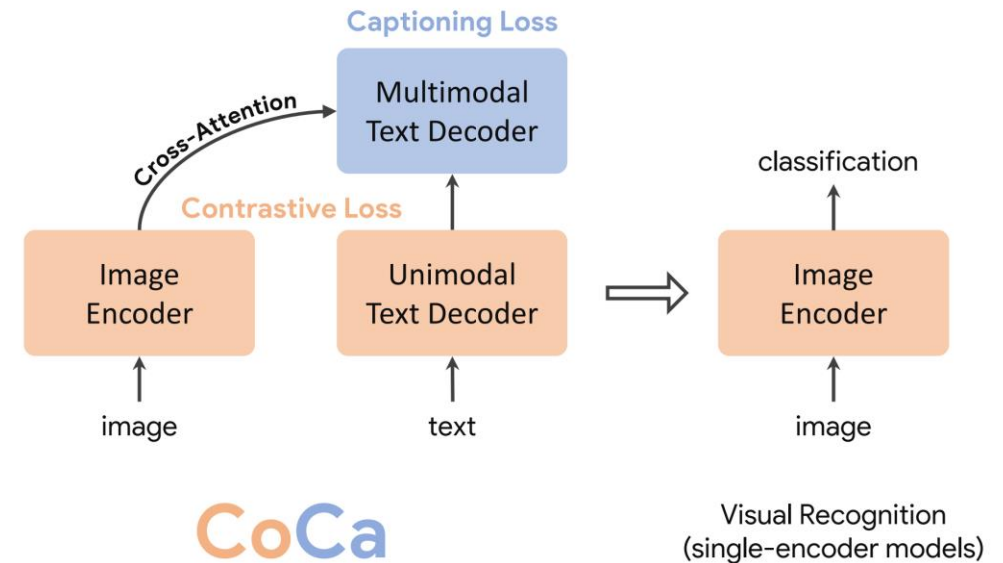 Captioning Loss
Multimodal
Text Decoder
Cross-Attention
Contrastive Loss
Image
Encoder
Unimodal
Text Decoder
image
text
CoCa
classification
Image
Encoder
image
Visual Recognition
(single-encoder models)